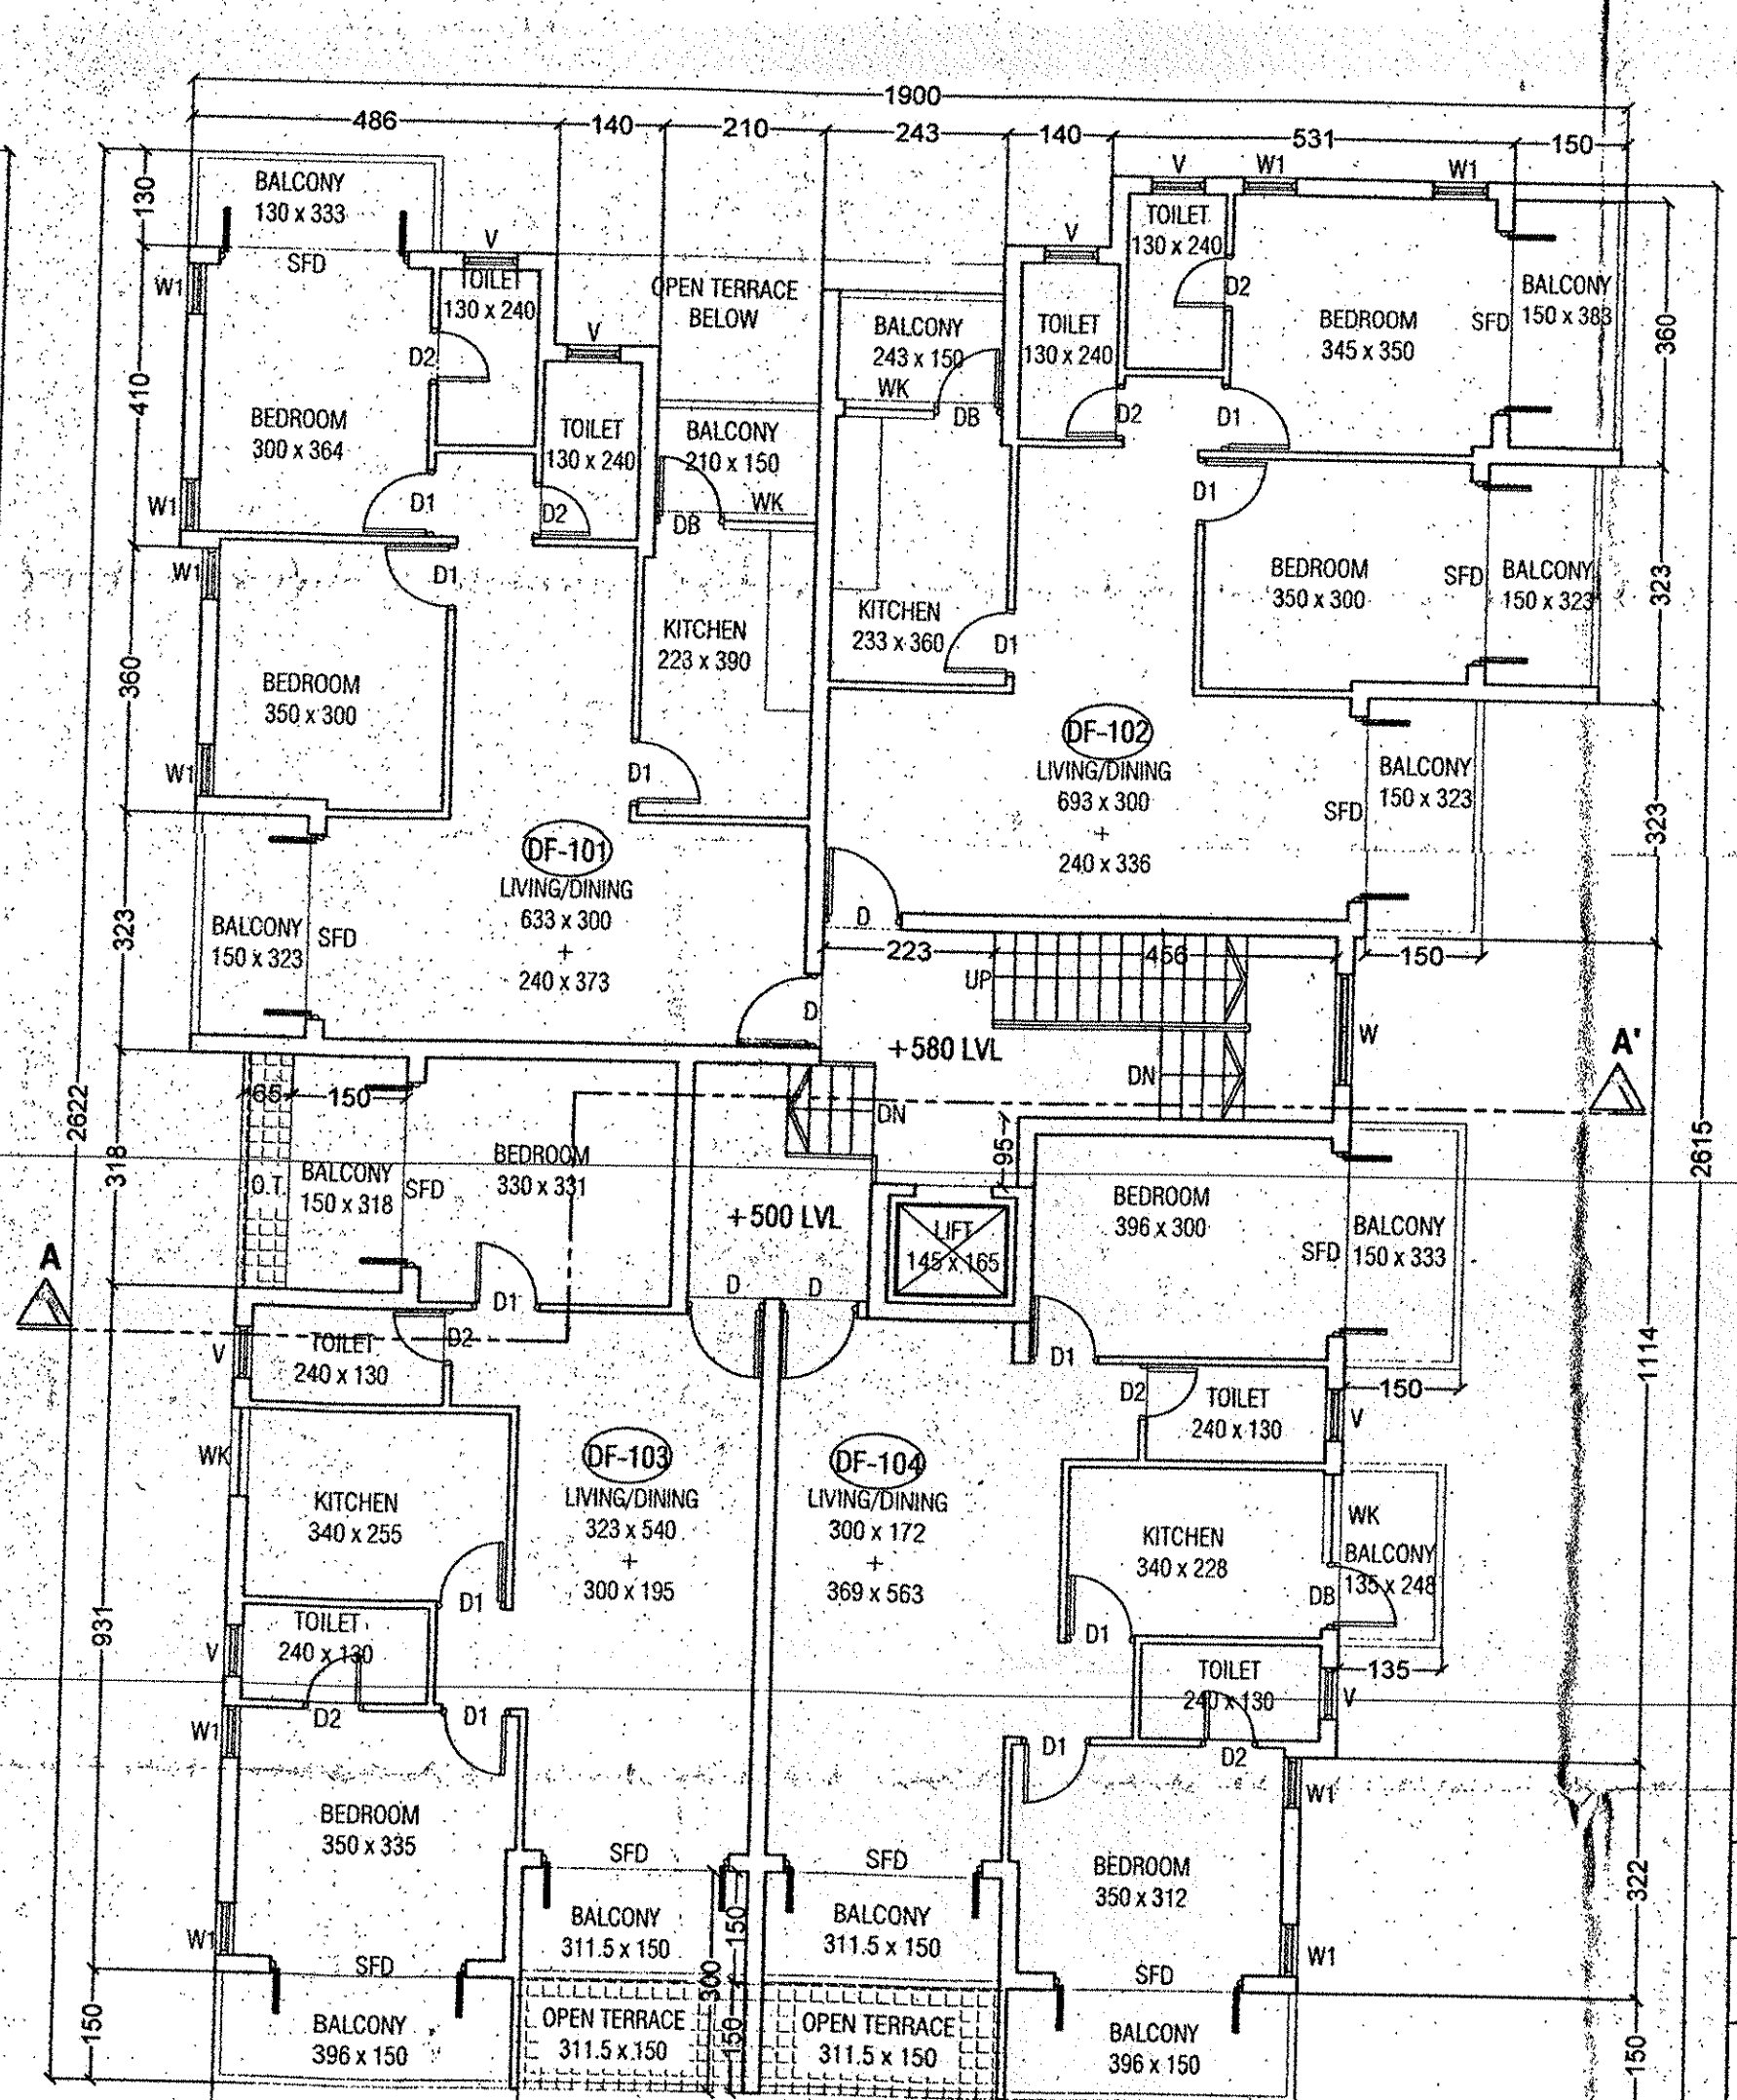 1900
486
140
210
243
140
531
150
BALCONY
130 x 333
SFD
V
TOILET
130 x 240
V
OPEN TERRACE
BELOW
BALCONY
243 x 150
WK
DB
V
TOILET
130 x 240
V
TOILET
130 x 240
D2
W1
W1
BEDROOM
345 x 350
SFD
BALCONY
150 x 383
130
410
360
323
318
931
150
2622
W1
W1
BEDROOM
300 x 364
D2
D1
TOILET
130 x 240
D2
BALCONY
210 x 150
WK
DB
D2
D1
D1
360
323
323
1114
322
150
2615
W1
W1
BEDROOM
350 x 300
D1
KITCHEN
223 x 390
D1
KITCHEN
233 x 360
D1
BEDROOM
350 x 300
SFD
BALCONY
150 x 323
DF-101
LIVING/DINING
633 x 300
+
240 x 373
D
BALCONY
150 x 323
SFD
DF-102
LIVING/DINING
693 x 300
+
240 x 336
D
SFD
BALCONY
150 x 323
223
456
150
UP
DN
W
+580 LVL
A'
65
150
O.T.
BALCONY
150 x 318
SFD
BEDROOM
330 x 331
D1
DN
+500 LVL
D
D
95
LIFT
145 x 165
BEDROOM
396 x 300
SFD
BALCONY
150 x 333
D1
150
A
V
TOILET
240 x 130
D2
D2
TOILET
240 x 130
V
WK
KITCHEN
340 x 255
D1
DF-103
LIVING/DINING
323 x 540
+
300 x 195
DF-104
LIVING/DINING
300 x 172
+
369 x 563
KITCHEN
340 x 228
D1
WK
BALCONY
135 x 248
DB
135
V
TOILET
240 x 130
D2
D1
TOILET
240 x 130
V
D2
D1
W1
W1
BEDROOM
350 x 335
SFD
BALCONY
396 x 150
SFD
BALCONY
311.5 x 150
OPEN TERRACE
311.5 x 150
300
150
150
SFD
BALCONY
311.5 x 150
OPEN TERRACE
311.5 x 150
BEDROOM
350 x 312
W1
W1
SFD
BALCONY
396 x 150